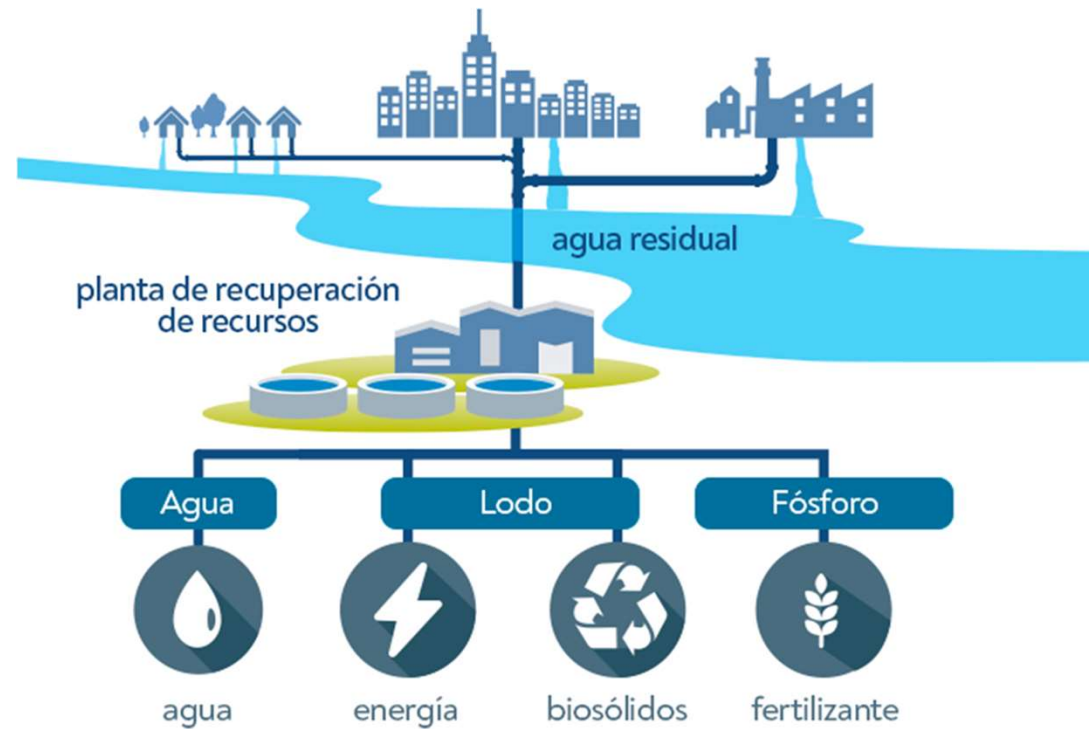 agua residual
planta de recuperación
de recursos
Agua
Lodo
Fósforo
agua
energía
biosólidos
fertilizante